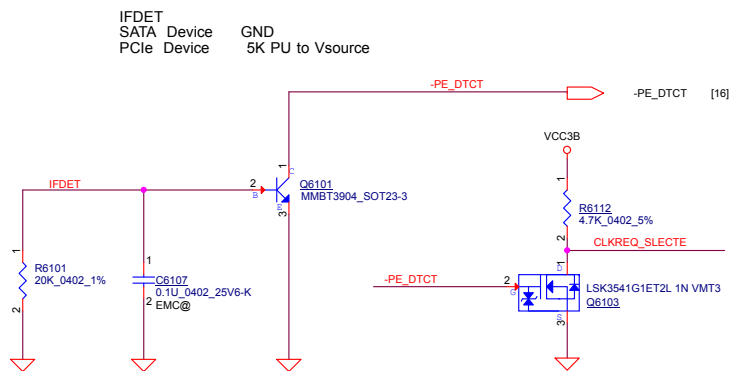 IFDET
SATA Device GND
PCIe Device 5K PU to Vsource
-PE_DTCT
-PE_DTCT [16]
VCC3B
1
C
2
B
Q6101
MMBT3904_SOT23-3
E
3
IFDET
1
R6101
20K_0402_1%
2
1
C6107
0.1U_0402_25V6-K
2
EMC@
1
R6112
4.7K_0402_5%
2
CLKREQ_SLECTE
-PE_DTCT
2
G
1
D
LSK3541G1ET2L 1N VMT3
Q6103
S
3